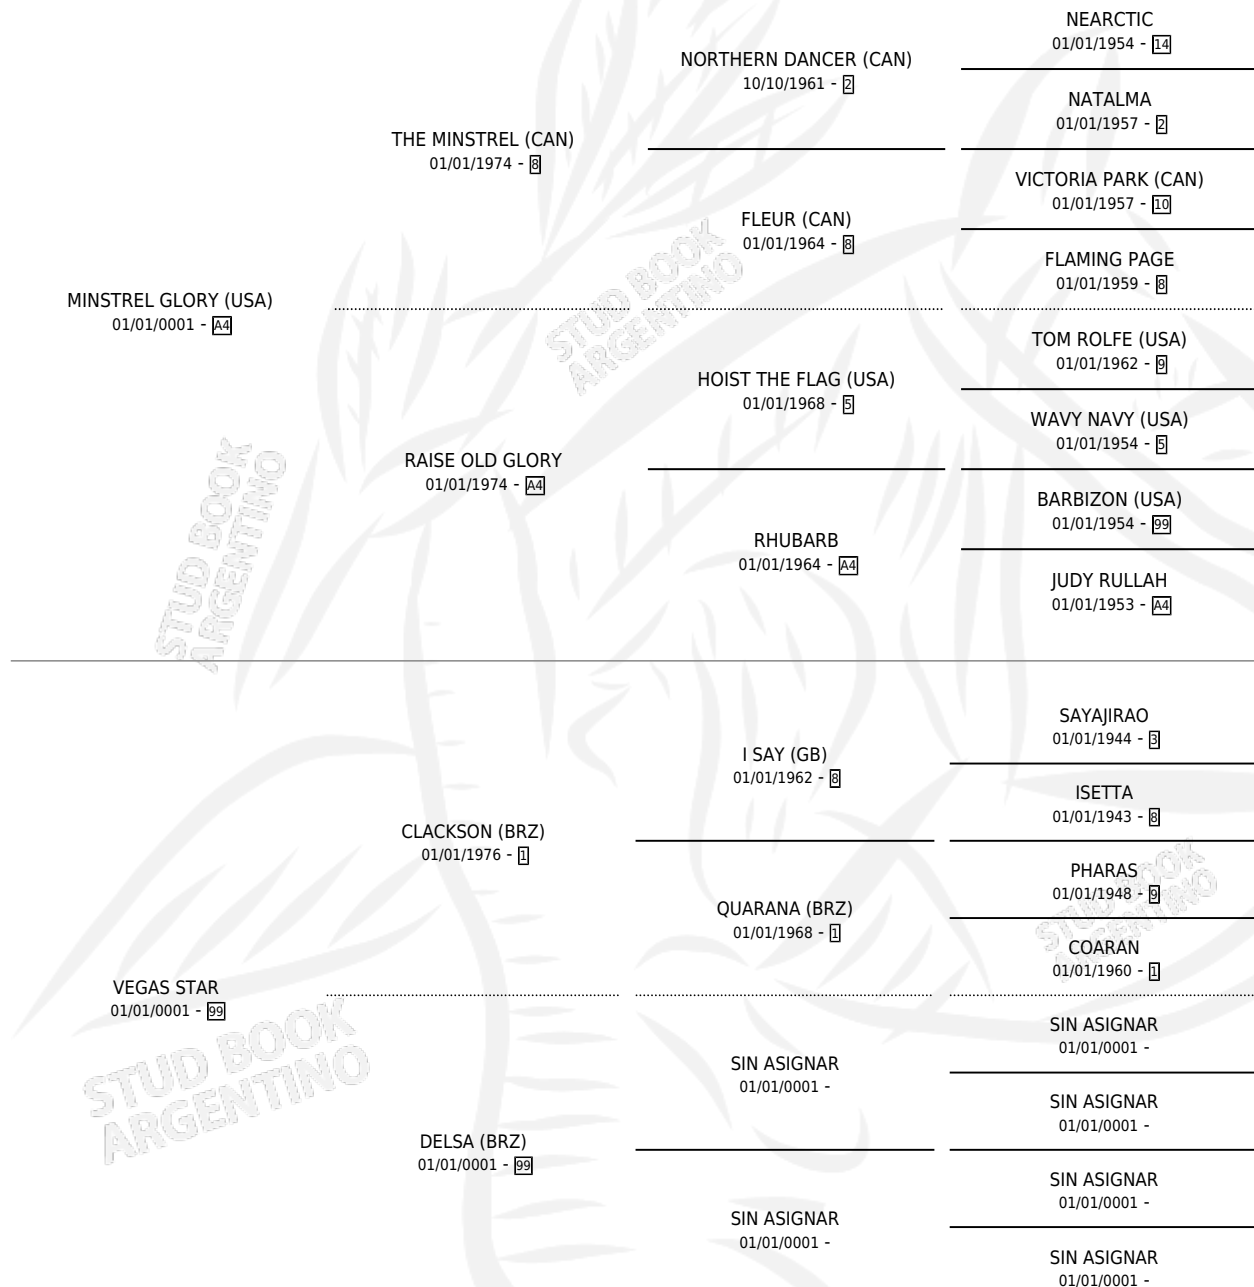 NEARCTIC
01/01/1954 - 14
NORTHERN DANCER (CAN)
10/10/1961 - 2
NATALMA
01/01/1957 - 2
THE MINSTREL (CAN)
01/01/1974 - 8
VICTORIA PARK (CAN)
01/01/1957 - 10
FLEUR (CAN)
01/01/1964 - 8
FLAMING PAGE
01/01/1959 - 8
MINSTREL GLORY (USA)
01/01/0001 - A4
TOM ROLFE (USA)
01/01/1962 - 9
HOIST THE FLAG (USA)
01/01/1968 - 5
WAVY NAVY (USA)
01/01/1954 - 5
RAISE OLD GLORY
01/01/1974 - A4
BARBIZON (USA)
01/01/1954 - 99
RHUBARB
01/01/1964 - A4
JUDY RULLAH
01/01/1953 - A4
STUD BOOK
ARGENTINO
STUD BOOK
ARGENTINO
SAYAJIRAO
01/01/1944 - 3
I SAY (GB)
01/01/1962 - 8
ISETTA
01/01/1943 - 8
CLACKSON (BRZ)
01/01/1976 - 1
PHARAS
01/01/1948 - 9
QUARANA (BRZ)
01/01/1968 - 1
COARAN
01/01/1960 - 1
STUD BOOK
ARGENTINO
VEGAS STAR
01/01/0001 - 99
SIN ASIGNAR
01/01/0001 -
SIN ASIGNAR
01/01/0001 -
SIN ASIGNAR
01/01/0001 -
DELSA (BRZ)
01/01/0001 - 99
SIN ASIGNAR
01/01/0001 -
SIN ASIGNAR
01/01/0001 -
SIN ASIGNAR
01/01/0001 -
STUD BOOK
ARGENTINO